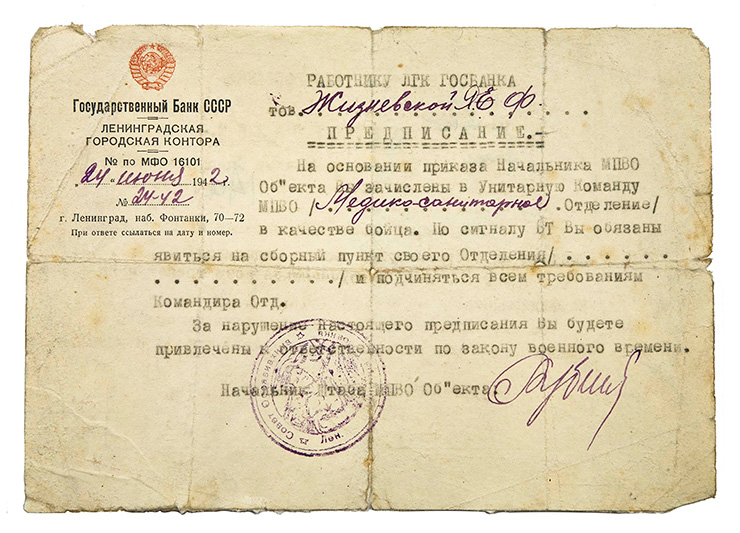 Государственный Банк СССР
ЛЕНИНГРАДСКАЯ
ГОРОДСКАЯ КОНТОРА
№ по МФО 16101
„24" июня 1942 г.
№ 24-42
г. Ленинград, наб. Фонтанки, 70—72
При ответе ссылаться на дату и номер.
РАБОТНИКУ ЛГК ГОСБАНКА
тов. Жизневской Я Е Ф.
ПРЕДПИСАНИЕ.-
На основании приказа Начальника МПВО
Об"екта Вы зачислены в Унитарную Команду
МПВО /Медико-санитарное.Отделение/
в качестве бойца. По сигналу ВТ Вы обязаны
явиться на сборный пункт своего Отделения/. . . . . .
. . . . . . . . . . ./ и подчиняться всем требованиям
Командира Отд.
За нарушение настоящего предписания Вы будете
привлечены к ответственности по закону военного времени.
Начальник Штаба МПВО Об"екта